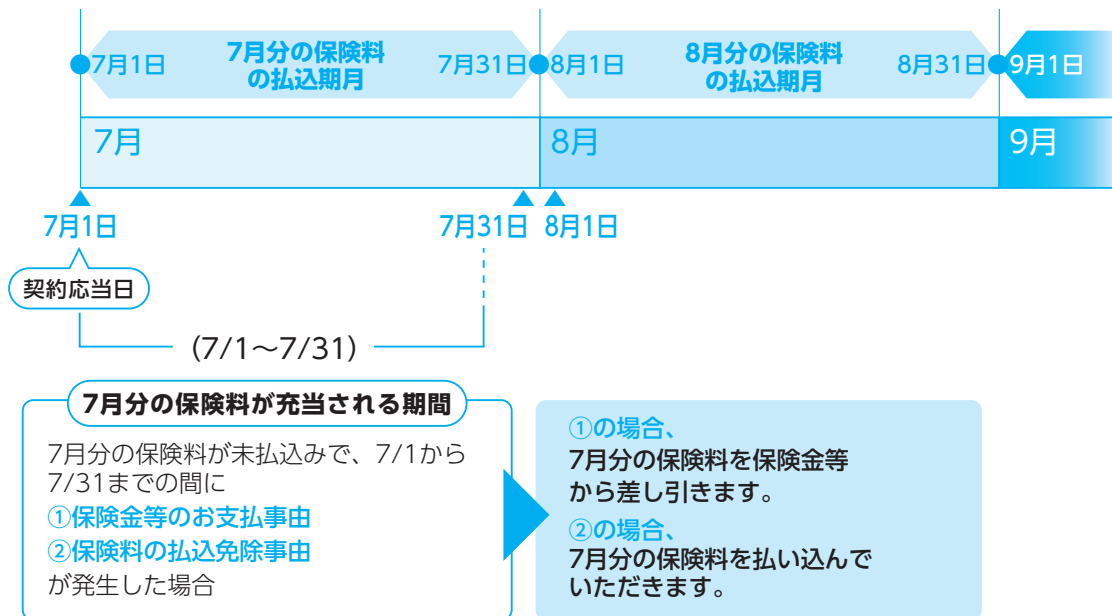 7月1日
7月分の保険料
の払込期月
7月31日
8月1日
8月分の保険料
の払込期月
8月31日
9月1日
7月
8月
9月
7月1日
7月31日
8月1日
契約応当日
(7/1〜7/31)
7月分の保険料が充当される期間
7月分の保険料が未払込みで、7/1から
7/31までの間に
①保険金等のお支払事由
②保険料の払込免除事由
が発生した場合
①の場合、
7月分の保険料を保険金等
から差し引きます。
②の場合、
7月分の保険料を払い込んで
いただきます。